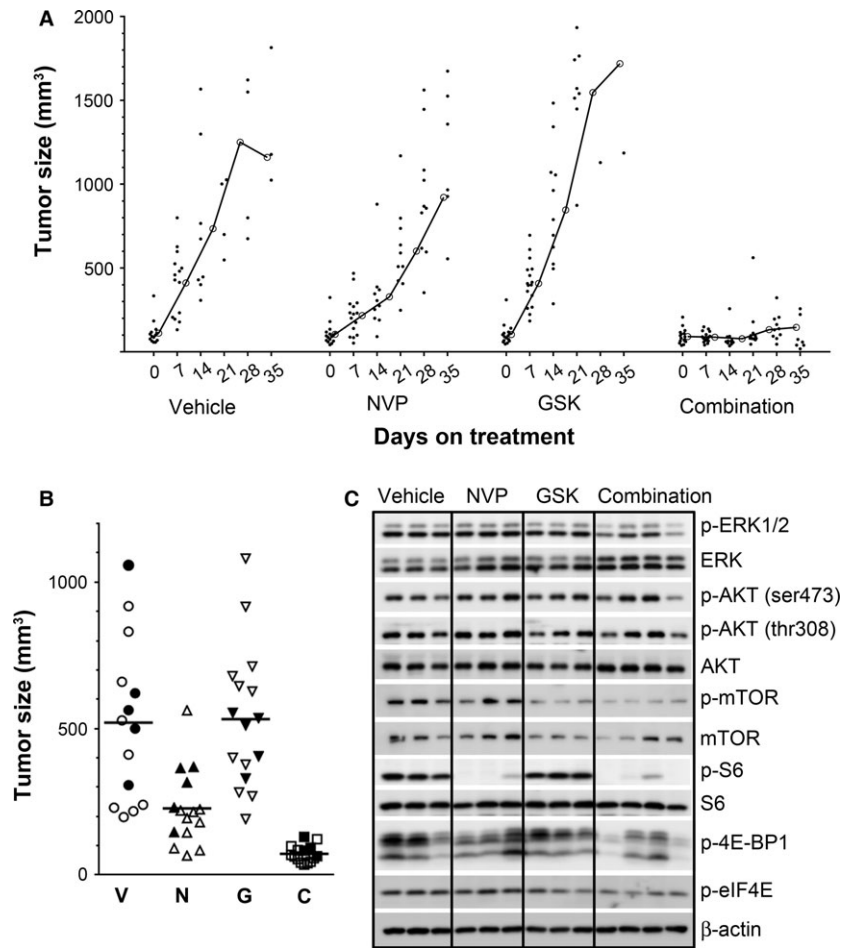 A
Tumor size (mm³)
2000
1500
1000
500
0 7 14 21 28 35 0 7 14 21 28 35 0 7 14 21 28 35 0 7 14 21 28 35
Vehicle NVP GSK Combination
Days on treatment
B
Tumor size (mm³)
1000
500
0
V N G C
C
Vehicle NVP GSK Combination
p-ERK1/2
ERK
p-AKT (ser473)
p-AKT (thr308)
AKT
p-mTOR
mTOR
p-S6
S6
p-4E-BP1
p-eIF4E
β-actin